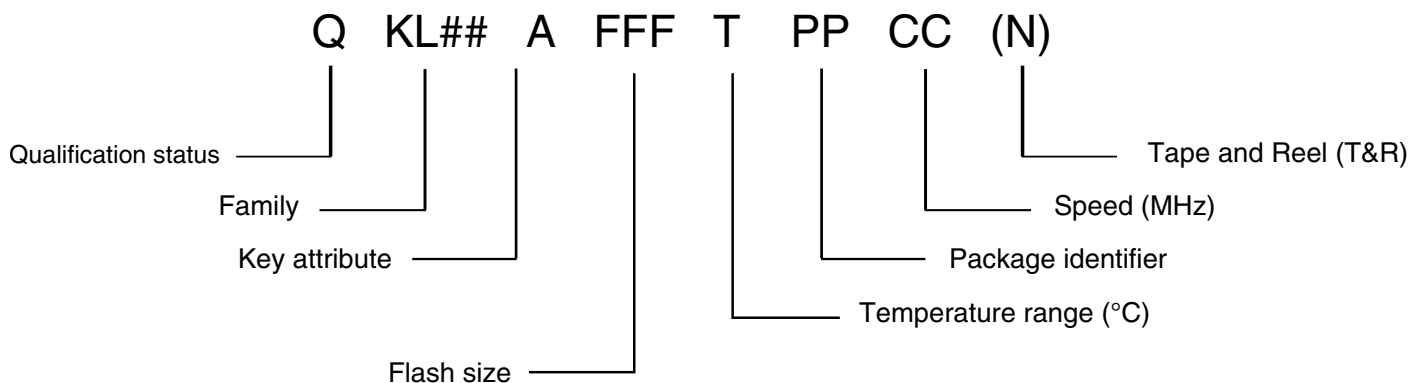 Q KL## A FFF T PP CC (N)
Qualification status
Tape and Reel (T&R)
Family
Speed (MHz)
Key attribute
Package identifier
Temperature range (°C)
Flash size